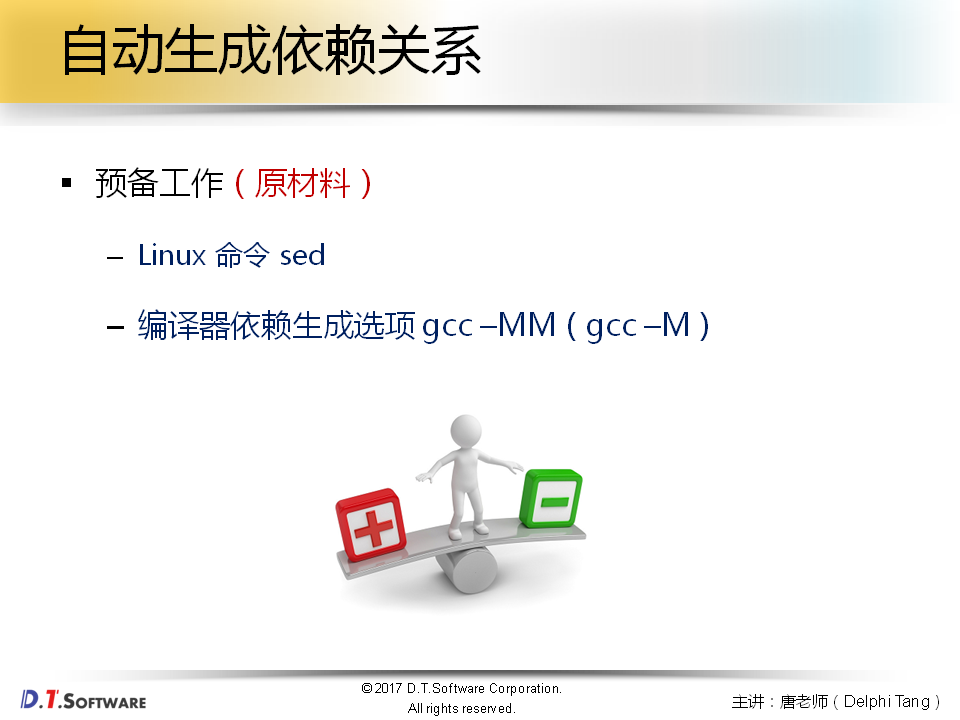 自动生成依赖关系
▪ 预备工作（原材料）
– Linux 命令 sed
– 编译器依赖生成选项 gcc –MM（gcc –M）
D.T.SOFTWARE
©2017 D.T.Software Corporation.
All rights reserved.
主讲：唐老师（Delphi Tang）